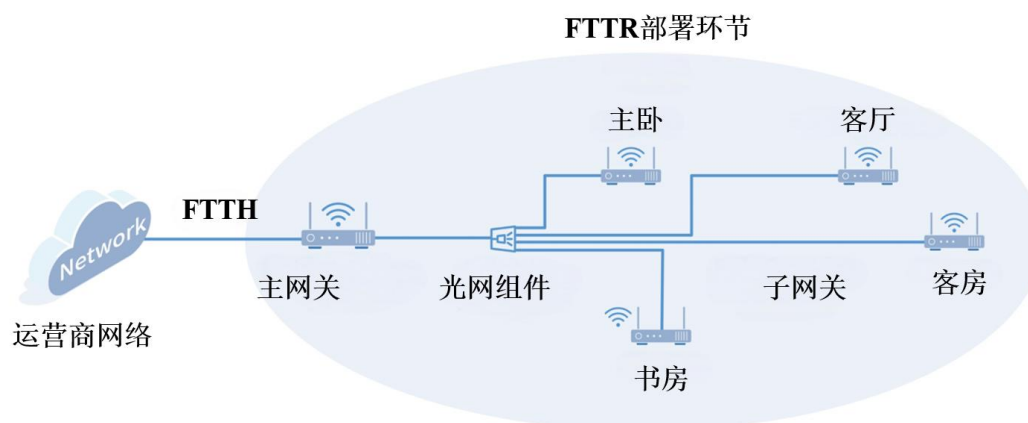 FTTR部署环节
主卧
客厅
FTTH
Network
主网关
光网组件
子网关
客房
运营商网络
书房